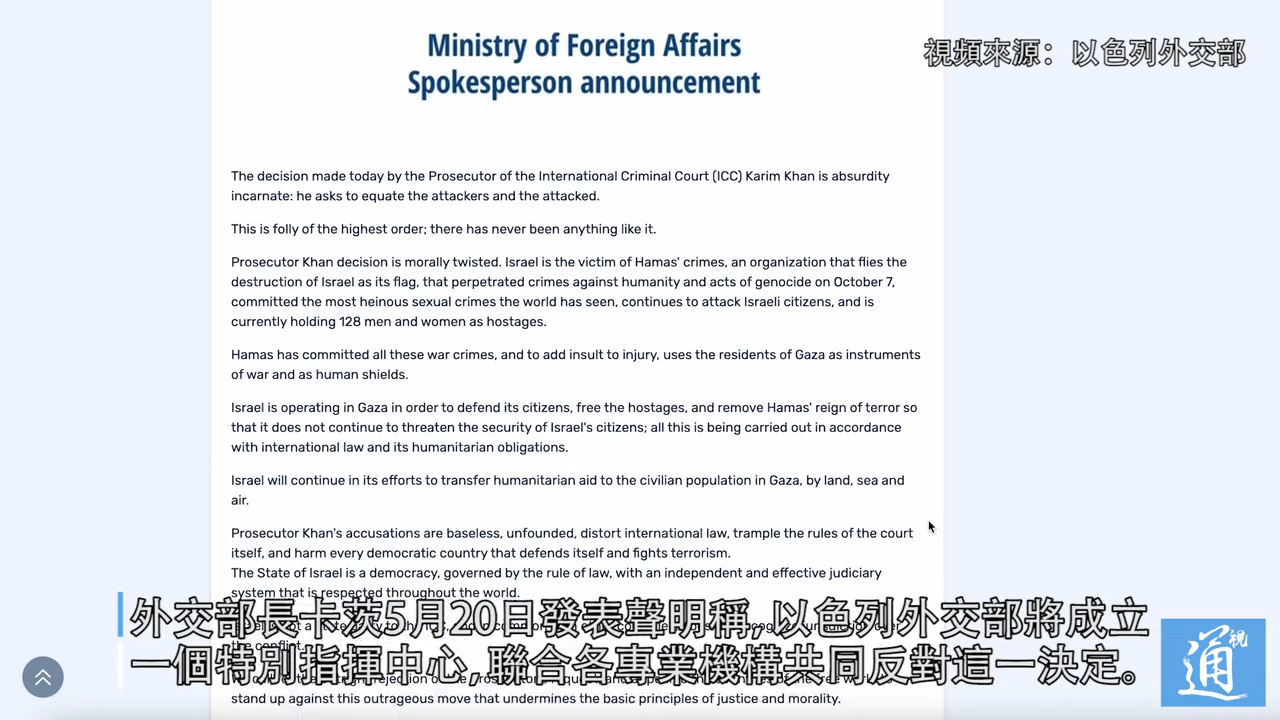 Ministry of Foreign Affairs
Spokesperson announcement
視頻來源：以色列外交部
The decision made today by the Prosecutor of the International Criminal Court (ICC) Karim Khan is absurdity
incarnate: he asks to equate the attackers and the attacked.
This is folly of the highest order; there has never been anything like it.
Prosecutor Khan decision is morally twisted. Israel is the victim of Hamas' crimes, an organization that flies the
destruction of Israel as its flag, that perpetrated crimes against humanity and acts of genocide on October 7,
committed the most heinous sexual crimes the world has seen, continues to attack Israeli citizens, and is
currently holding 128 men and women as hostages.
Hamas has committed all these war crimes, and to add insult to injury, uses the residents of Gaza as instruments
of war and as human shields.
Israel is operating in Gaza in order to defend its citizens, free the hostages, and remove Hamas' reign of terror so
that it does not continue to threaten the security of Israel's citizens; all this is being carried out in accordance
with international law and its humanitarian obligations.
Israel will continue in its efforts to transfer humanitarian aid to the civilian population in Gaza, by land, sea and
air.
Prosecutor Khan's accusations are baseless, unfounded, distort international law, trample the rules of the court
itself, and harm every democratic country that defends itself and fights terrorism.
The State of Israel is a democracy, governed by the rule of law, with an independent and effective judiciary
system that is respected throughout the world.
the conflict.
外交部長卡茨5月20日發表聲明稱,以色列外交部將成立
一個特別指揮中心,聯合各專業機構共同反對這一決定。
stand up against this outrageous move that undermines the basic principles of justice and morality.
通視